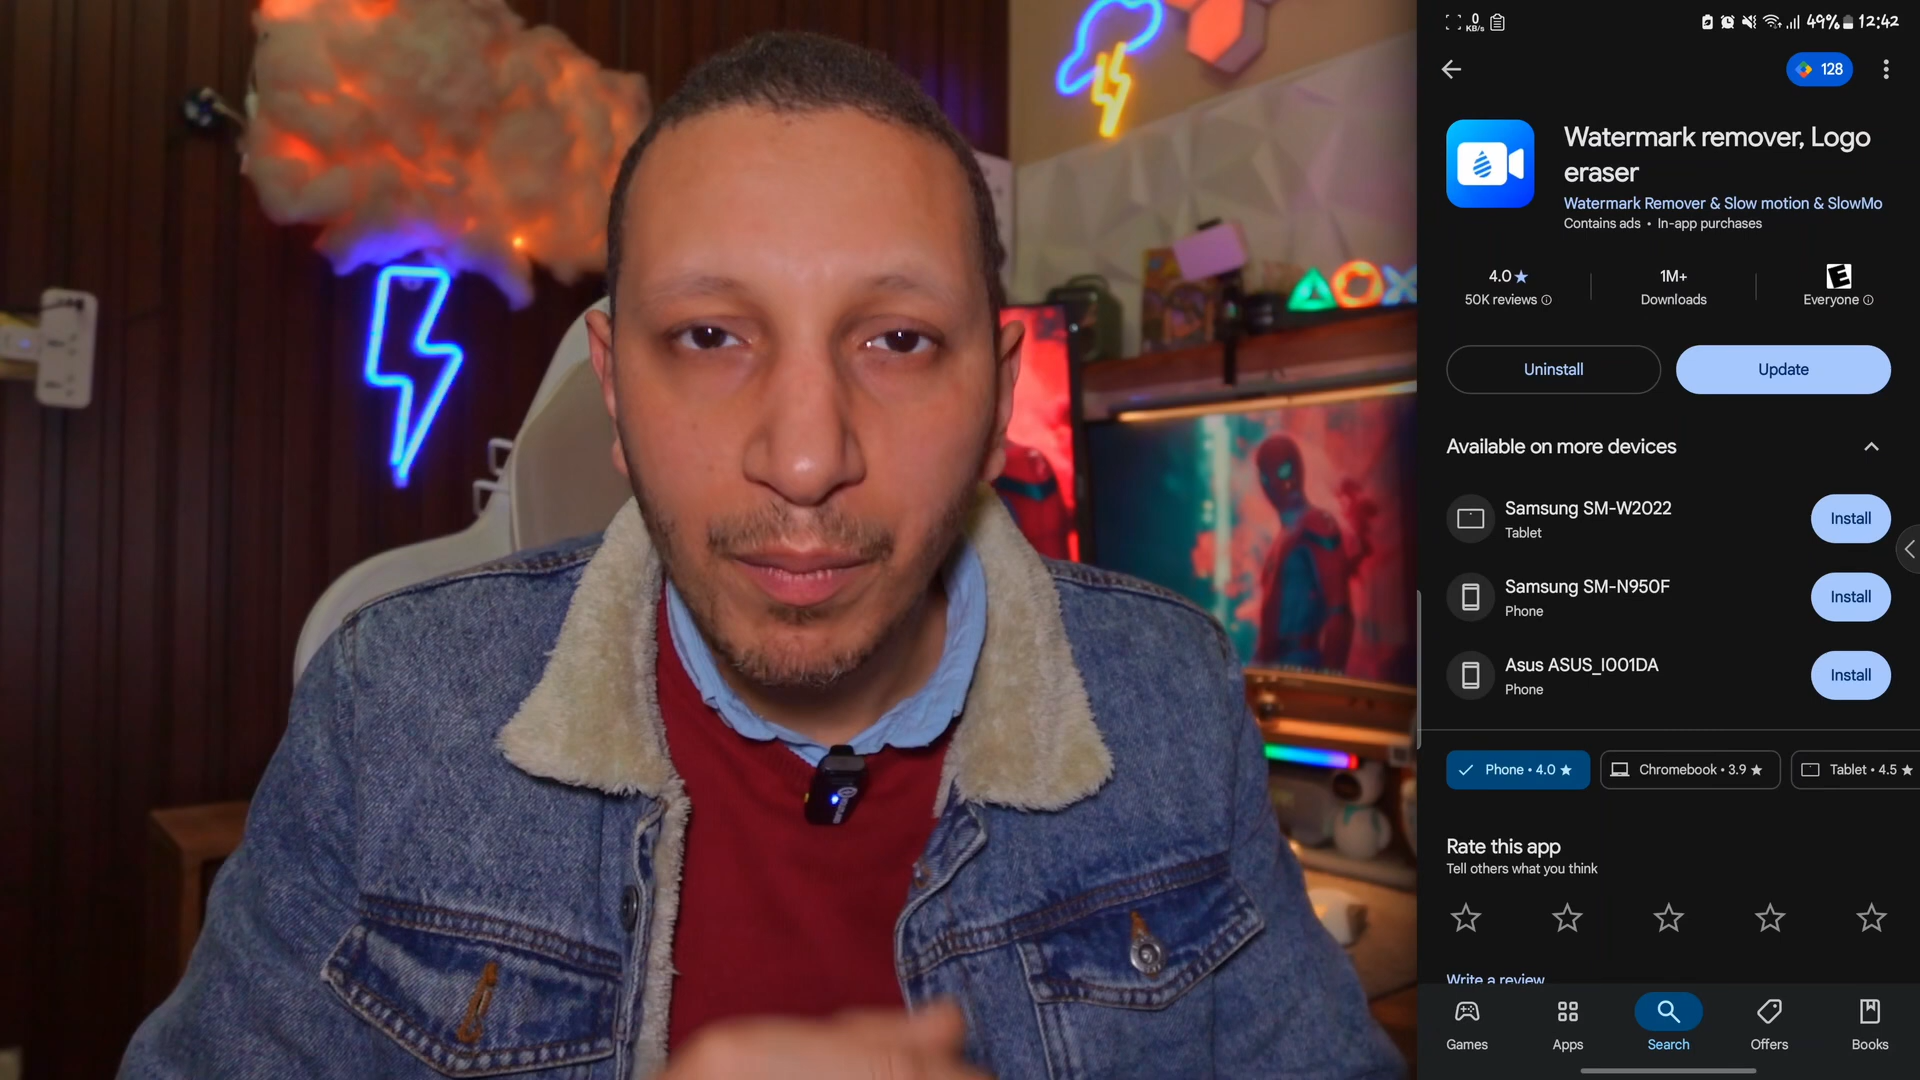 0
KB/s
49%
12:42
128
Watermark remover, Logo
eraser
Watermark Remover & Slow motion & SlowMo
Contains ads • In-app purchases
4.0 ★
50K reviews
1M+
Downloads
E
Everyone
Uninstall
Update
Available on more devices
Samsung SM-W2022
Tablet
Install
Samsung SM-N950F
Phone
Install
Asus ASUS_I001DA
Phone
Install
Phone • 4.0 ★
Chromebook • 3.9 ★
Tablet • 4.5 ★
Rate this app
Tell others what you think
Write a review
Games
Apps
Search
Offers
Books